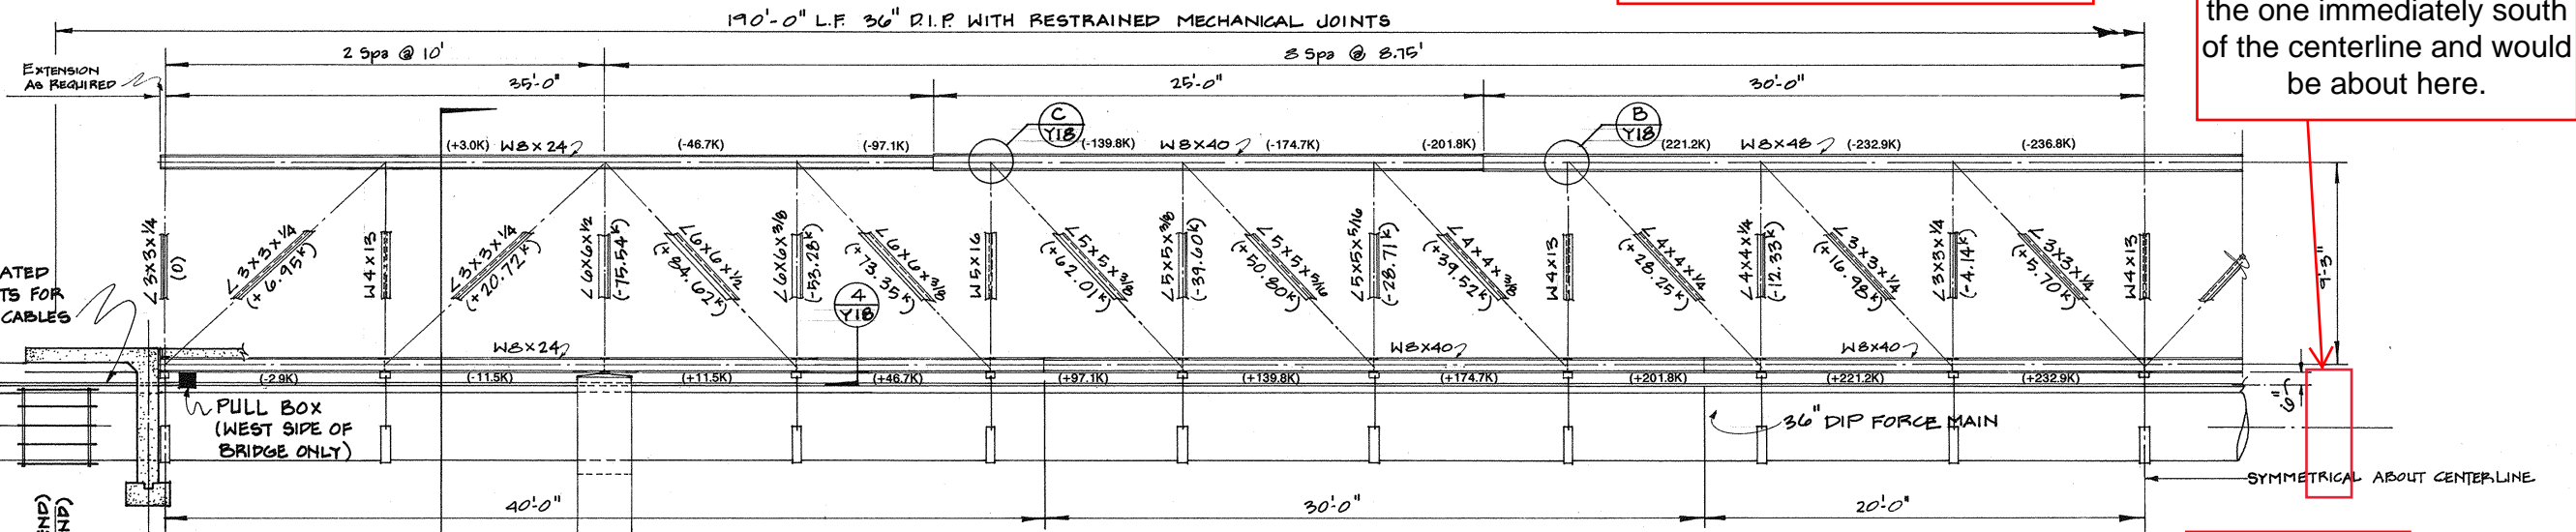 190'-0" L.F. 36" D.I.P. WITH RESTRAINED MECHANICAL JOINTS
the one immediately south
of the centerline and would
be about here.
2 Spa @ 10'
8 Spa @ 8.75'
EXTENSION
AS REQUIRED
35'-0"
25'-0"
30'-0"
C
Y18
B
Y18
(+3.0K)
W8X24
(-46.7K)
(-97.1K)
(-139.8K)
W8X40
(-174.7K)
(-201.8K)
(221.2K)
W8X48
(-232.9K)
(-236.8K)
∠3x3x1/4
(0)
∠3x3x1/4
(+6.95K)
W4x13
∠3x3x1/4
(+20.72K)
∠6x6x1/2
(-75.54K)
∠6x6x1/2
(+84.62K)
∠6x6x3/8
(-53.28K)
∠6x6x3/8
(+73.35K)
W5x16
∠5x5x3/8
(+62.01K)
∠5x5x3/8
(-39.60K)
∠5x5x5/16
(+50.80K)
∠5x5x5/16
(-28.71K)
∠4x4x3/8
(+39.52K)
W4x13
∠4x4x1/4
(+28.25K)
∠4x4x1/4
(-12.33K)
∠3x3x1/4
(+16.98K)
∠3x3x1/4
(-4.14K)
∠3x3x1/4
(+5.70K)
W4x13
9'-3"
ATED
TS FOR
CABLES
4
Y18
W8X24
W8X40
W8X40
(-2.9K)
(-11.5K)
(+11.5K)
(+46.7K)
(+97.1K)
(+139.8K)
(+174.7K)
(+201.8K)
(+221.2K)
(+232.9K)
6"
PULL BOX
(WEST SIDE OF
BRIDGE ONLY)
36" DIP FORCE MAIN
SYMMETRICAL ABOUT CENTERLINE
40'-0"
30'-0"
20'-0"
ND)
ND)